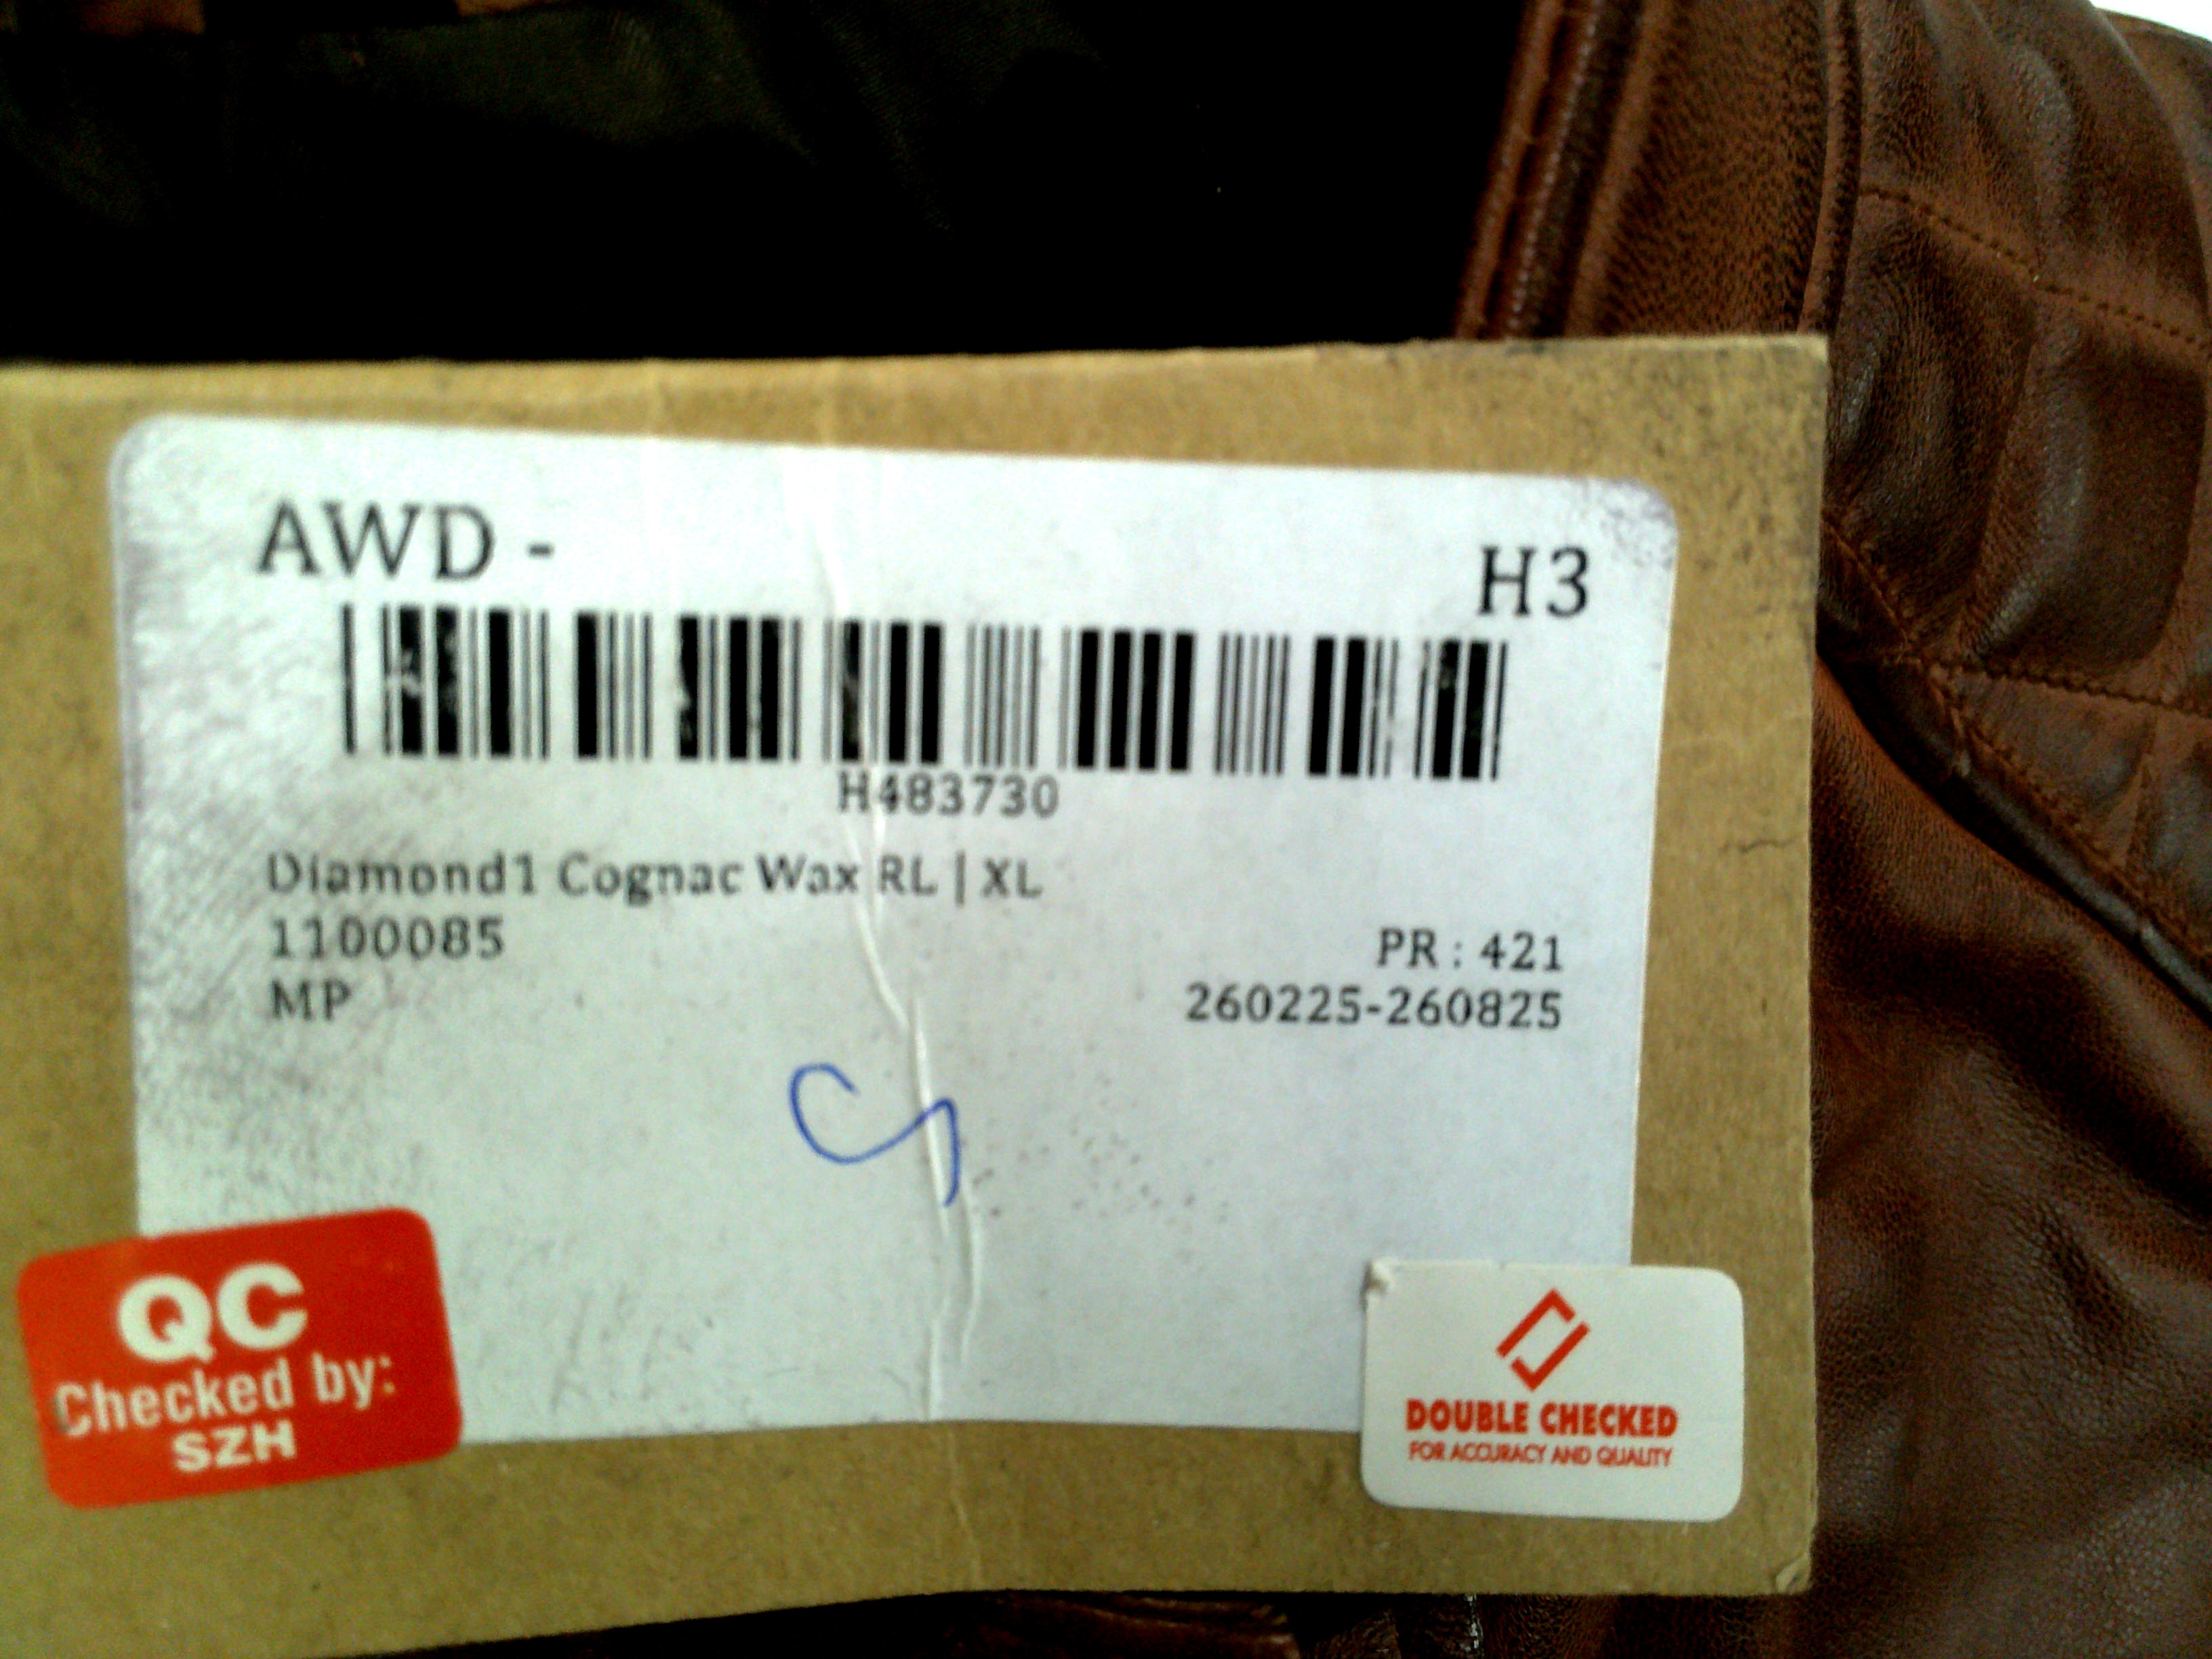 AWD - H3
H483730
Diamond1 Cognac Wax RL | XL
1100085 PR : 421
MP 260225-260825
QC
Checked by:
SZH
DOUBLE CHECKED
FOR ACCURACY AND QUALITY